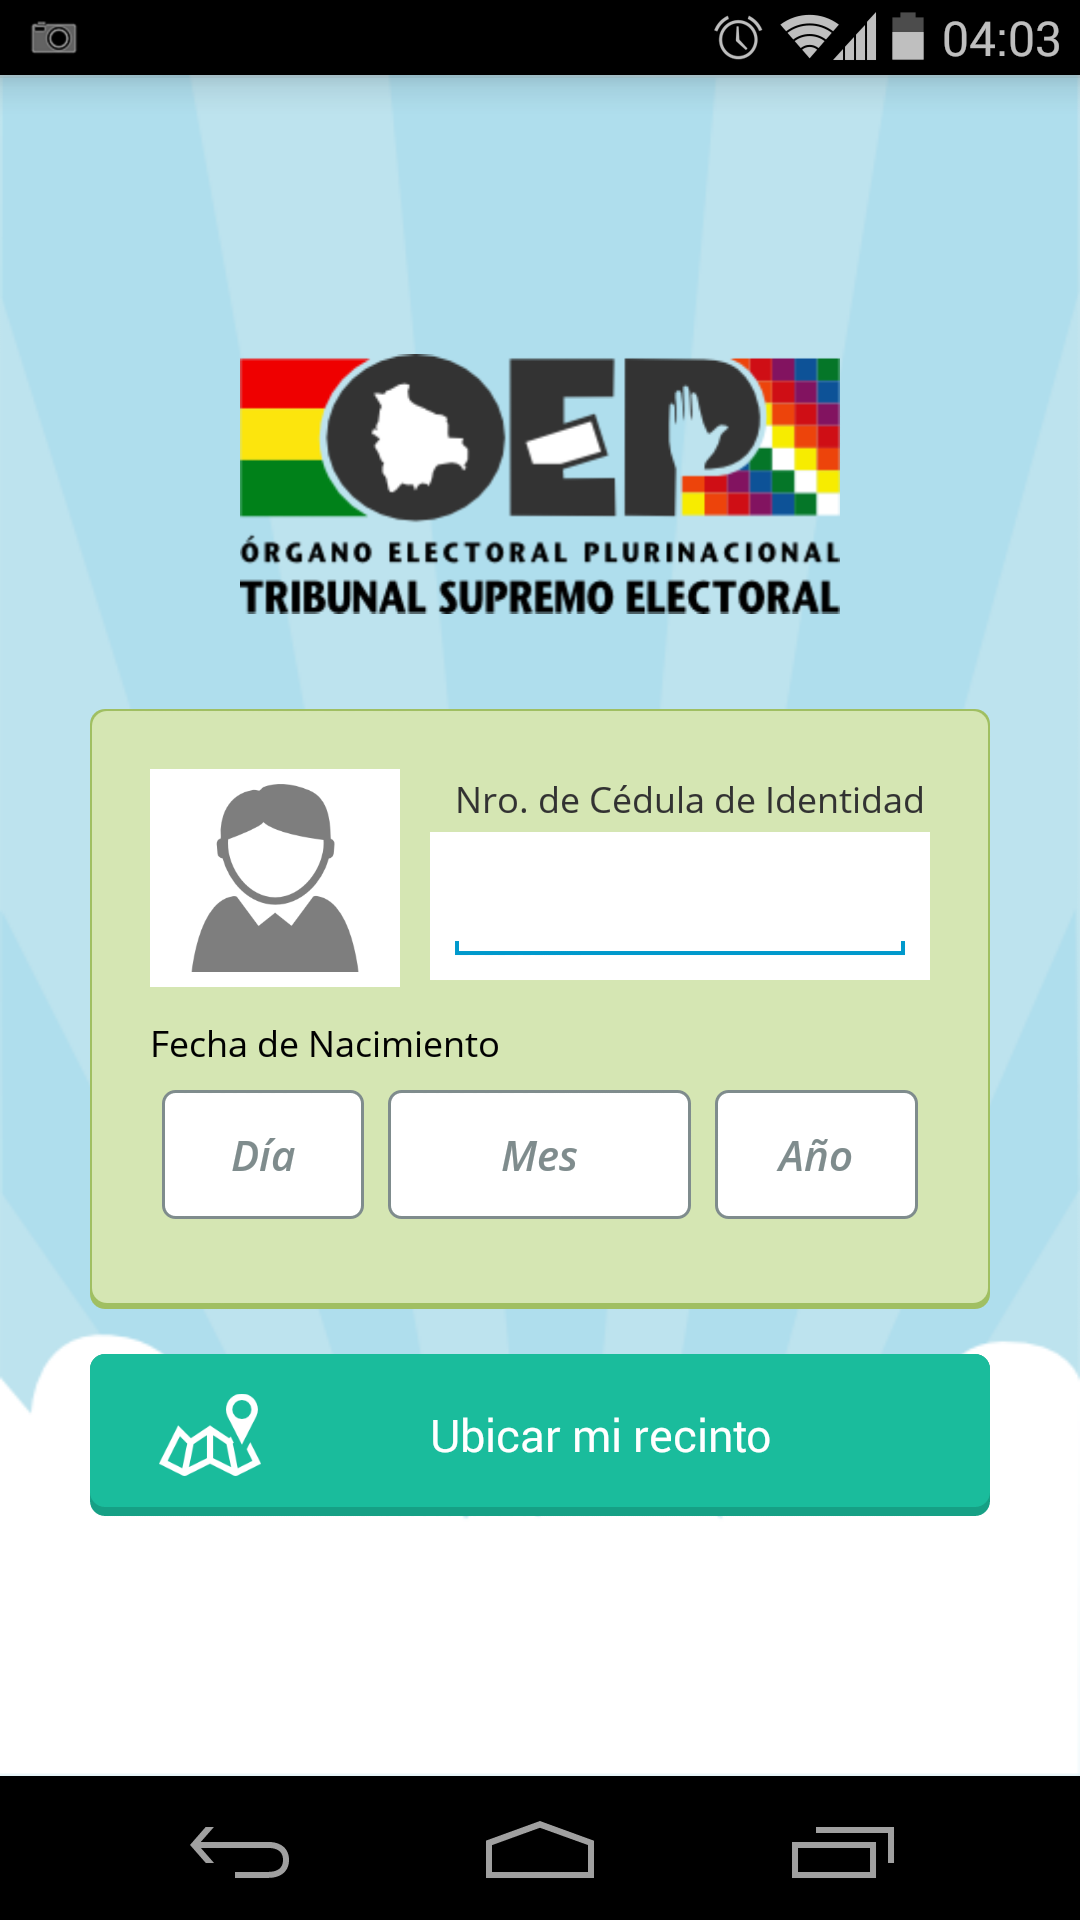 04:03
OEP
ÓRGANO ELECTORAL PLURINACIONAL
TRIBUNAL SUPREMO ELECTORAL
Nro. de Cédula de Identidad
Fecha de Nacimiento
Día Mes Año
Ubicar mi recinto